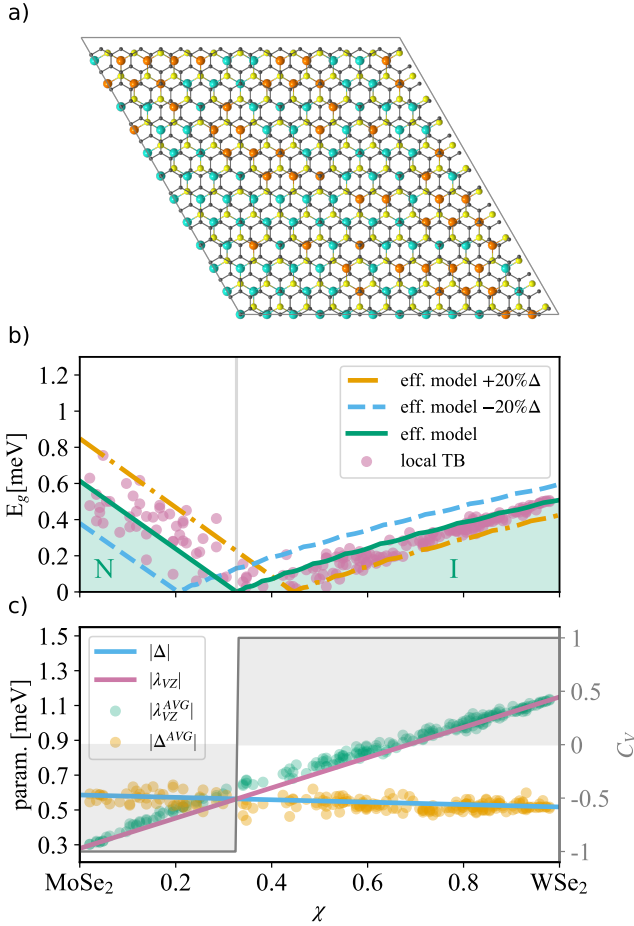 a)
b)
1.2
1
0.8
0.6
0.4
0.2
0
E_g[meV]
eff. model +20%Δ
eff. model −20%Δ
eff. model
local TB
N
I
c)
1.5
1.3
1.1
0.9
0.7
0.5
0.3
param. [meV]
|Δ|
|λ_VZ|
|λ_VZ^AVG|
|Δ^AVG|
1
0.5
0
-0.5
-1
C_V
MoSe₂ 0.2 0.4 0.6 0.8 WSe₂
χ